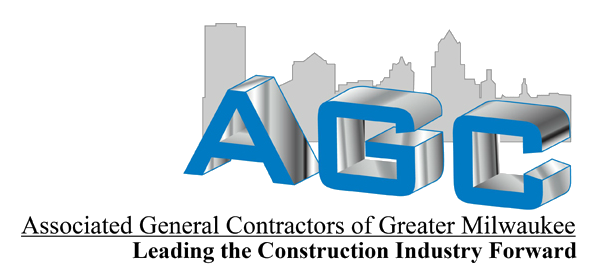 AGC
Associated General Contractors of Greater Milwaukee
Leading the Construction Industry Forward